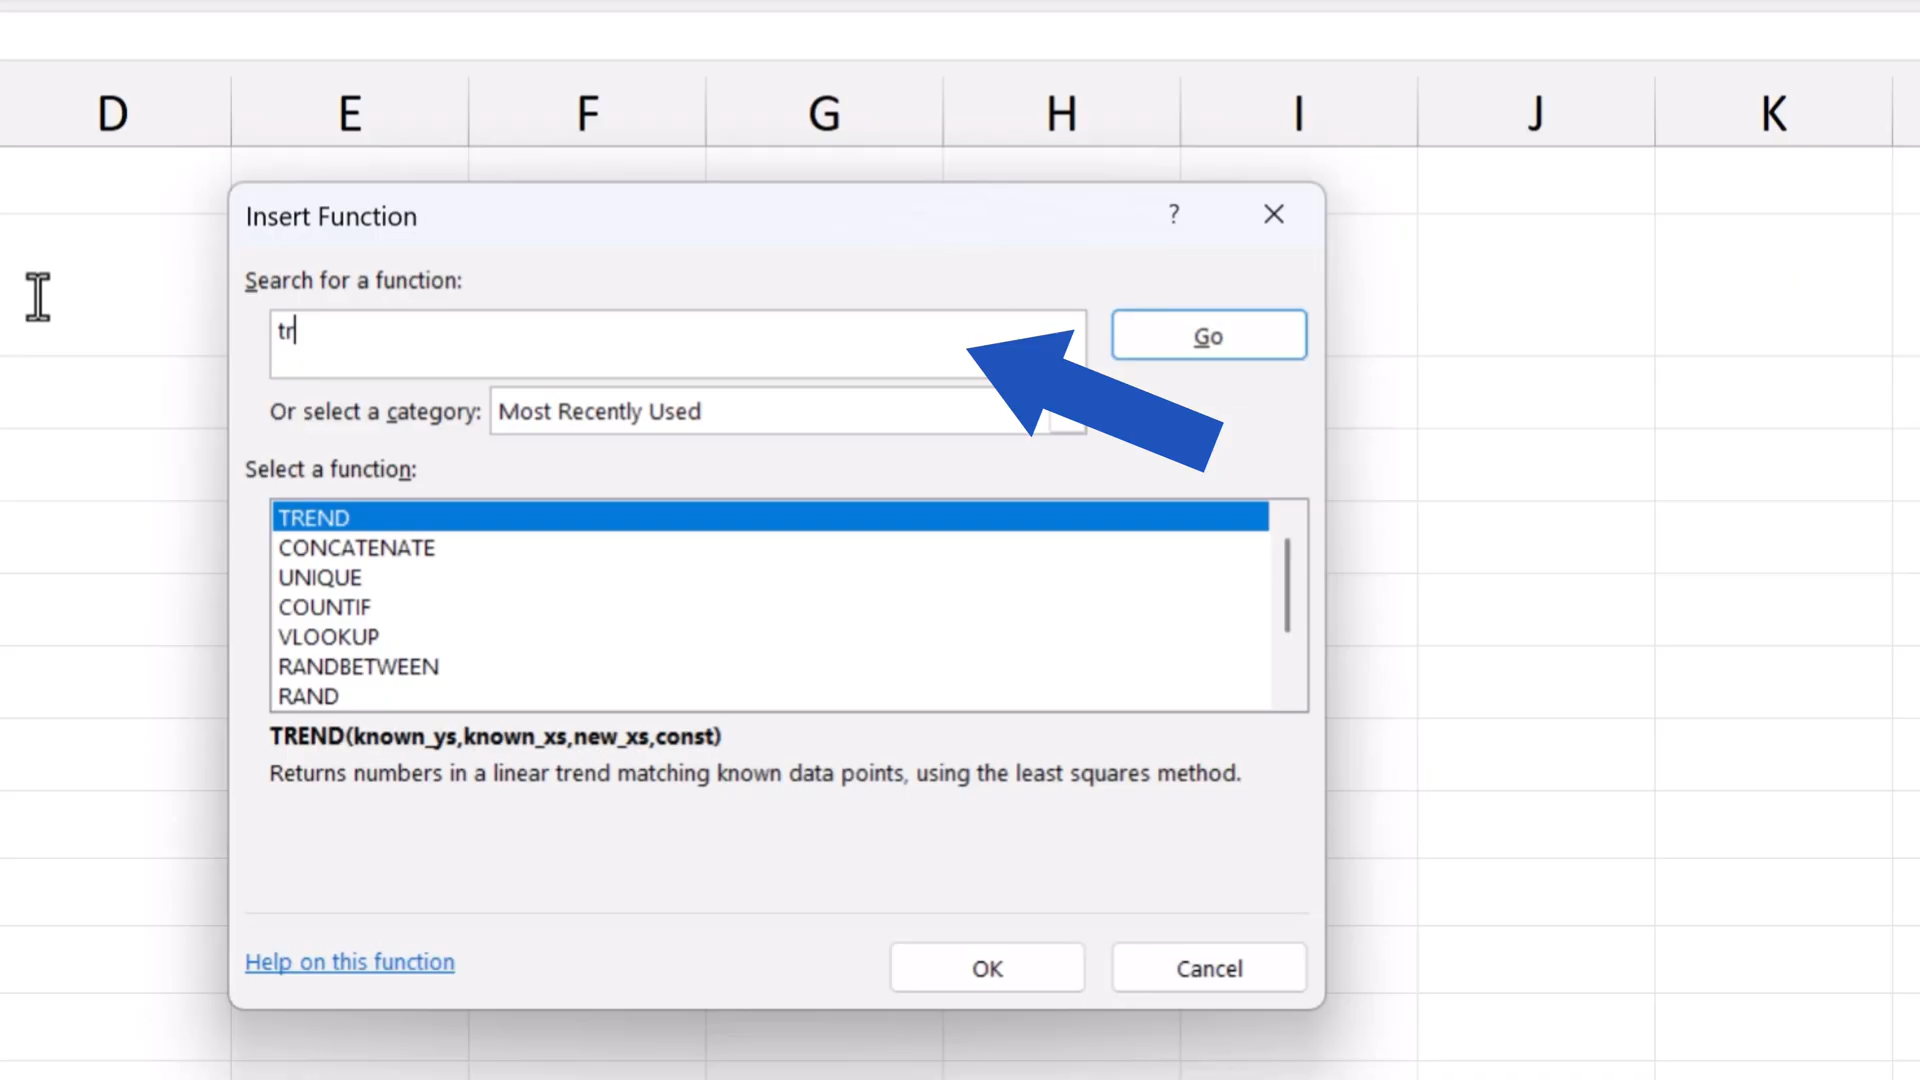 D E F G H I J K
Insert Function ?
Search for a function:
tr
Go
Or select a category: Most Recently Used
Select a function:
TREND
CONCATENATE
UNIQUE
COUNTIF
VLOOKUP
RANDBETWEEN
RAND
TREND(known_ys,known_xs,new_xs,const)
Returns numbers in a linear trend matching known data points, using the least squares method.
Help on this function
OK Cancel